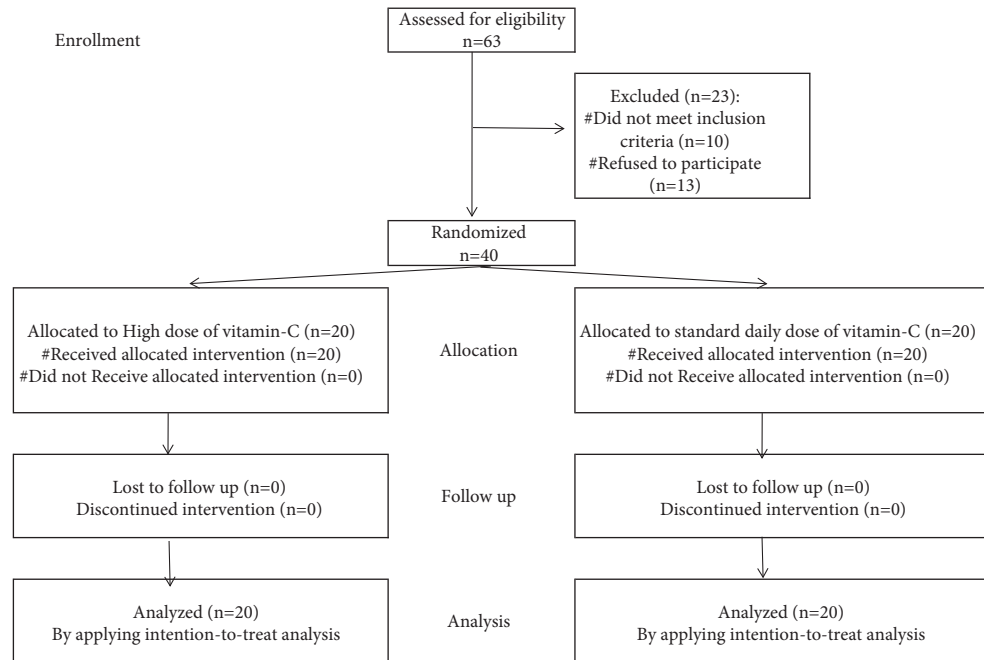 Assessed for eligibility
n=63
Enrollment
Excluded (n=23):
#Did not meet inclusion
criteria (n=10)
#Refused to participate
(n=13)
Randomized
n=40
Allocated to High dose of vitamin-C (n=20)
#Received allocated intervention (n=20)
#Did not Receive allocated intervention (n=0)
Allocation
Allocated to standard daily dose of vitamin-C (n=20)
#Received allocated intervention (n=20)
#Did not Receive allocated intervention (n=0)
Lost to follow up (n=0)
Discontinued intervention (n=0)
Follow up
Lost to follow up (n=0)
Discontinued intervention (n=0)
Analyzed (n=20)
By applying intention-to-treat analysis
Analysis
Analyzed (n=20)
By applying intention-to-treat analysis